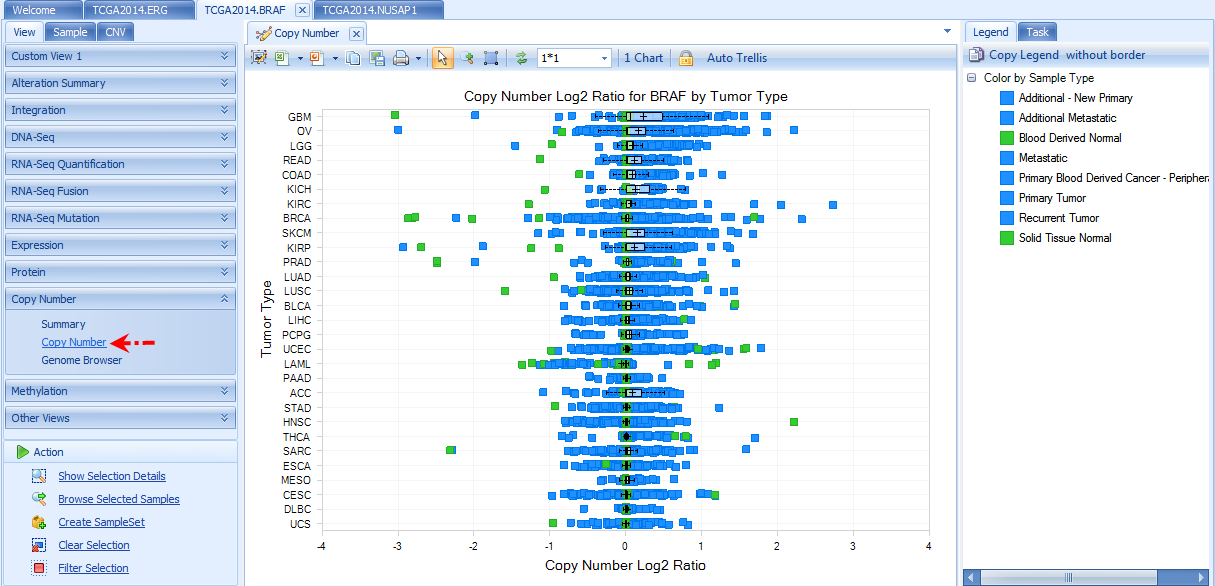 Welcome TCGA2014.ERG TCGA2014.BRAF TCGA2014.NUSAP1
View Sample CNV
Custom View 1
Alteration Summary
Integration
DNA-Seq
RNA-Seq Quantification
RNA-Seq Fusion
RNA-Seq Mutation
Expression
Protein
Copy Number
Summary
Copy Number
Genome Browser
Methylation
Other Views
Action
Show Selection Details
Browse Selected Samples
Create SampleSet
Clear Selection
Filter Selection
Copy Number
1*1 1 Chart Auto Trellis
Copy Number Log2 Ratio for BRAF by Tumor Type
Tumor Type
GBM
OV
LGG
READ
COAD
KICH
KIRC
BRCA
SKCM
KIRP
PRAD
LUAD
LUSC
BLCA
LIHC
PCPG
UCEC
LAML
PAAD
ACC
STAD
HNSC
THCA
SARC
ESCA
MESO
CESC
DLBC
UCS
-4 -3 -2 -1 0 1 2 3 4
Copy Number Log2 Ratio
Legend Task
Copy Legend without border
Color by Sample Type
Additional - New Primary
Additional Metastatic
Blood Derived Normal
Metastatic
Primary Blood Derived Cancer - Periphera
Primary Tumor
Recurrent Tumor
Solid Tissue Normal